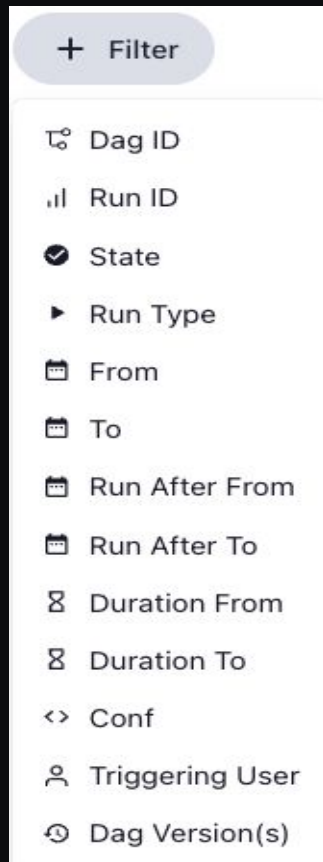 + Filter
Dag ID
Run ID
State
Run Type
From
To
Run After From
Run After To
Duration From
Duration To
Conf
Triggering User
Dag Version(s)